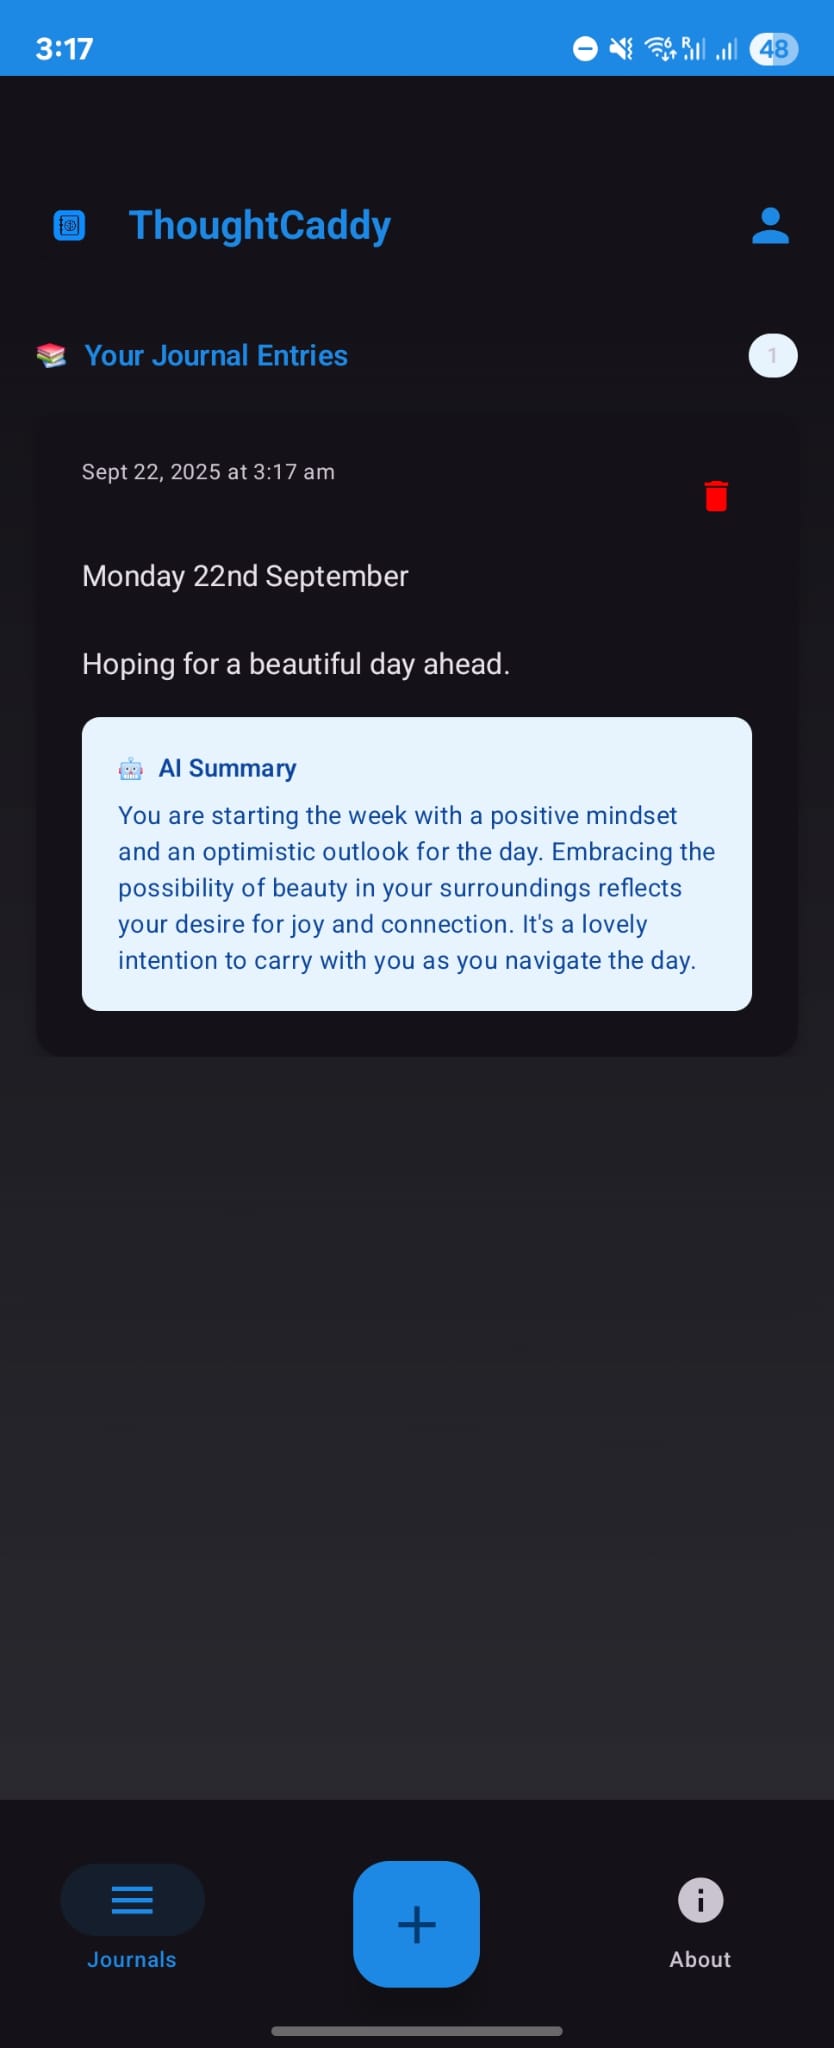 3:17
6 R 48
ThoughtCaddy
Your Journal Entries
1
Sept 22, 2025 at 3:17 am
Monday 22nd September
Hoping for a beautiful day ahead.
AI Summary
You are starting the week with a positive mindset
and an optimistic outlook for the day. Embracing the
possibility of beauty in your surroundings reflects
your desire for joy and connection. It's a lovely
intention to carry with you as you navigate the day.
Journals
About